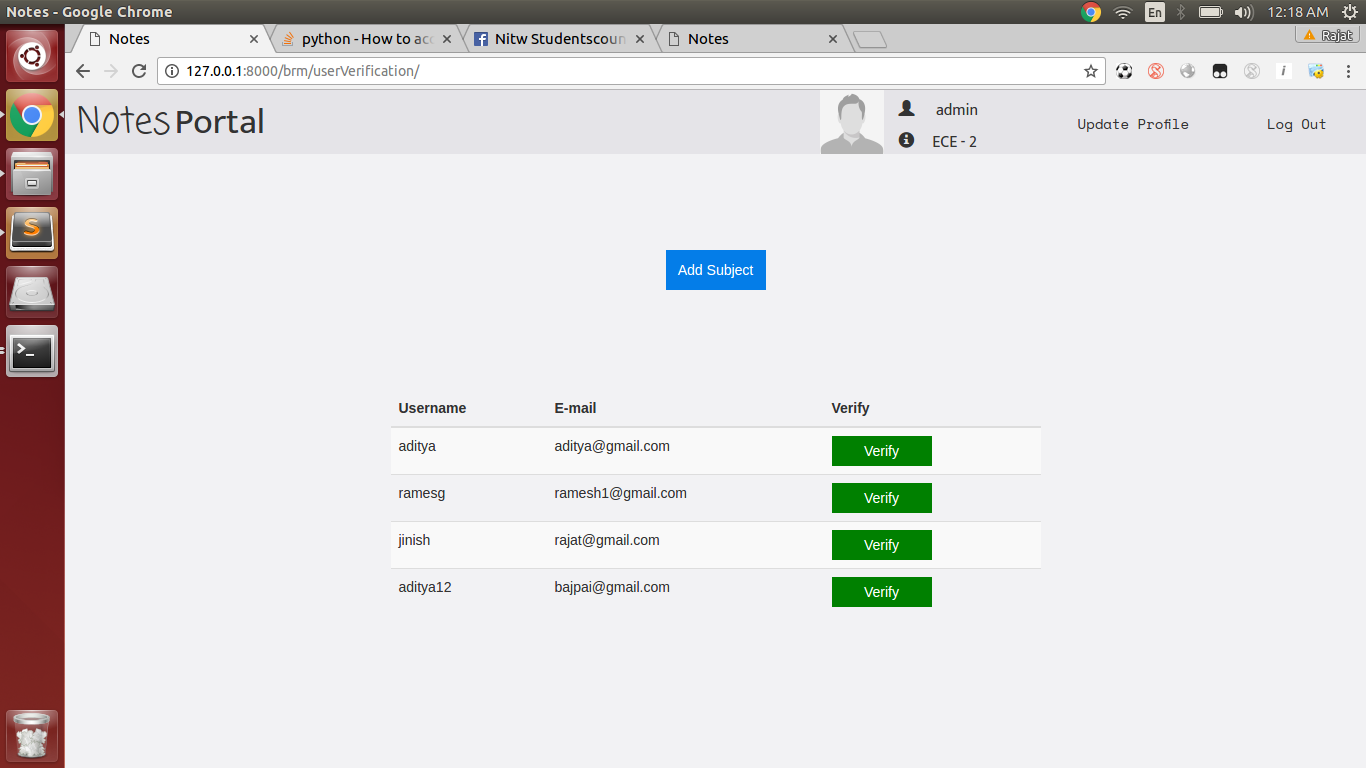 Notes - Google Chrome
En
12:18 AM
Notes
python - How to acc
Nitw Studentscoun
Notes
Rajat
127.0.0.1:8000/brm/userVerification/
Notes Portal
admin
ECE - 2
Update Profile
Log Out
Add Subject
Username E-mail Verify
aditya aditya@gmail.com Verify
ramesg ramesh1@gmail.com Verify
jinish rajat@gmail.com Verify
aditya12 bajpai@gmail.com Verify